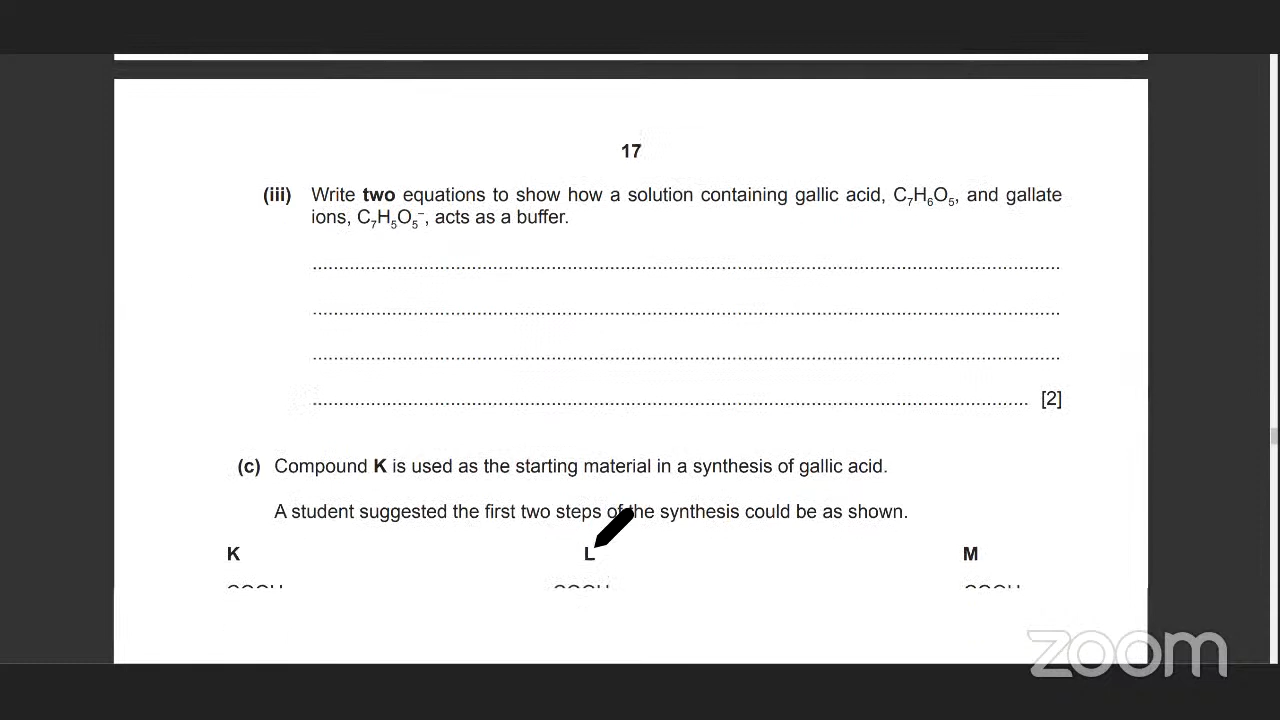 17
(iii) Write two equations to show how a solution containing gallic acid, C₇H₆O₅, and gallate
ions, C₇H₅O₅⁻, acts as a buffer.
....................................................................................................
....................................................................................................
....................................................................................................
.................................................................................................... [2]
(c) Compound K is used as the starting material in a synthesis of gallic acid.
A student suggested the first two steps of the synthesis could be as shown.
K L M
zoom